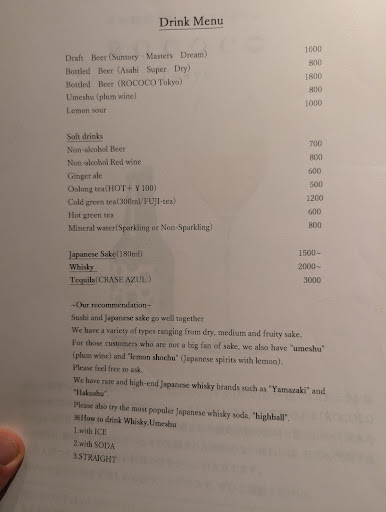 Drink Menu
Draft Beer (Suntory Masters Dream) 1000
Bottled Beer (Asahi Super Dry) 800
Bottled Beer (ROCOCO Tokyo) 1800
Umeshu (plum wine) 800
Lemon sour 1000
Soft drinks
Non-alcohol Beer 700
Non-alcohol Red wine 800
Ginger ale 600
Oolong tea(HOT+￥100) 500
Cold green tea(300ml/FUJI-tea) 1200
Hot green tea 600
Mineral water(Sparkling or Non-Sparkling) 800
Japanese Sake(180ml) 1500~
Whisky 2000~
Tequila(CRASE AZUL ) 3000
~Our recommendation~
Sushi and Japanese sake go well together
We have a variety of types ranging from dry, medium and fruity sake.
For those customers who are not a big fan of sake, we also have "umeshu"
(plum wine) and "lemon shochu" (Japanese spirits with lemon).
Please feel free to ask.
We have rare and high-end Japanese whisky brands such as "Yamazaki" and
"Hakushu".
Please also try the most popular Japanese whisky soda, "highball".
※How to drink Whisky,Umeshu
1.with ICE
2.with SODA
3.STRAIGHT